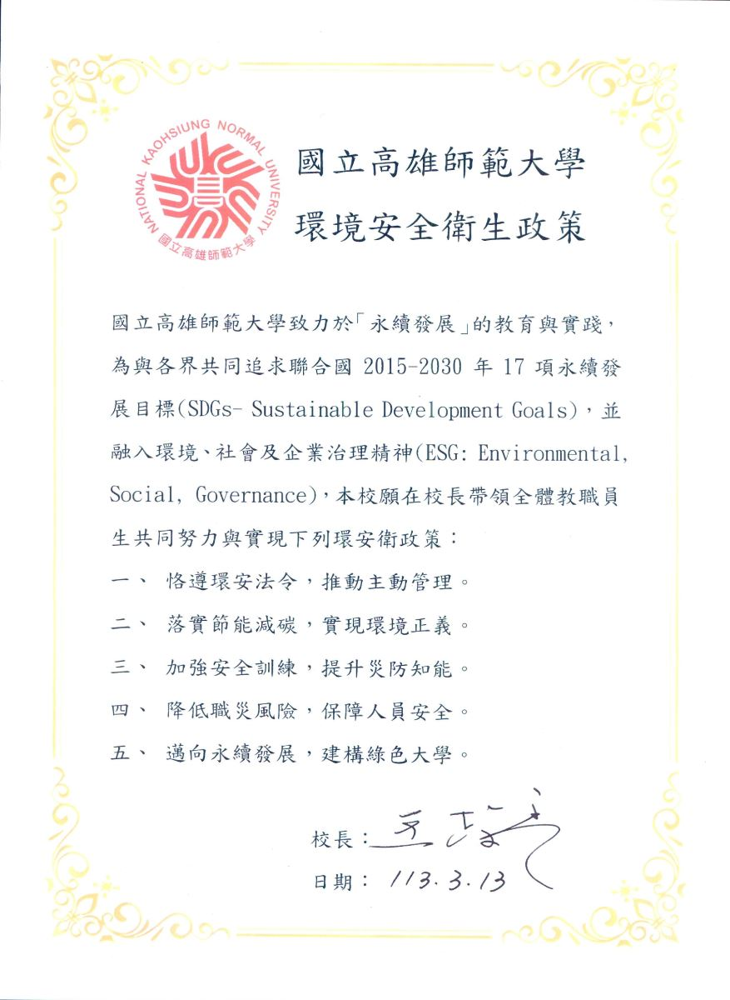 NATIONAL KAOHSIUNG NORMAL UNIVERSITY
國立高雄師範大學
國立高雄師範大學
環境安全衛生政策
國立高雄師範大學致力於「永續發展」的教育與實踐，
為與各界共同追求聯合國 2015-2030 年 17 項永續發
展目標(SDGs- Sustainable Development Goals)，並
融入環境、社會及企業治理精神(ESG: Environmental,
Social, Governance)，本校願在校長帶領全體教職員
生共同努力與實現下列環安衛政策：
一、 恪遵環安法令，推動主動管理。
二、 落實節能減碳，實現環境正義。
三、 加強安全訓練，提升災防知能。
四、 降低職災風險，保障人員安全。
五、 邁向永續發展，建構綠色大學。
校長：
日期： 113.3.13